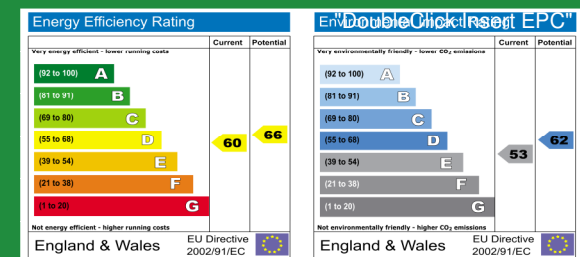 Energy Efficiency Rating
Current Potential
Very energy efficient - lower running costs
(92 to 100) A
(81 to 91) B
(69 to 80) C
(55 to 68) D
(39 to 54) E
(21 to 38) F
(1 to 20) G
60
66
Not energy efficient - higher running costs
England & Wales
EU Directive
2002/91/EC
Environmental Impact Rating
"DoubleClick Insert EPC"
Current Potential
Very environmentally friendly - lower CO₂ emissions
(92 to 100) A
(81 to 91) B
(69 to 80) C
(55 to 68) D
(39 to 54) E
(21 to 38) F
(1 to 20) G
53
62
Not environmentally friendly - higher CO₂ emissions
England & Wales
EU Directive
2002/91/EC